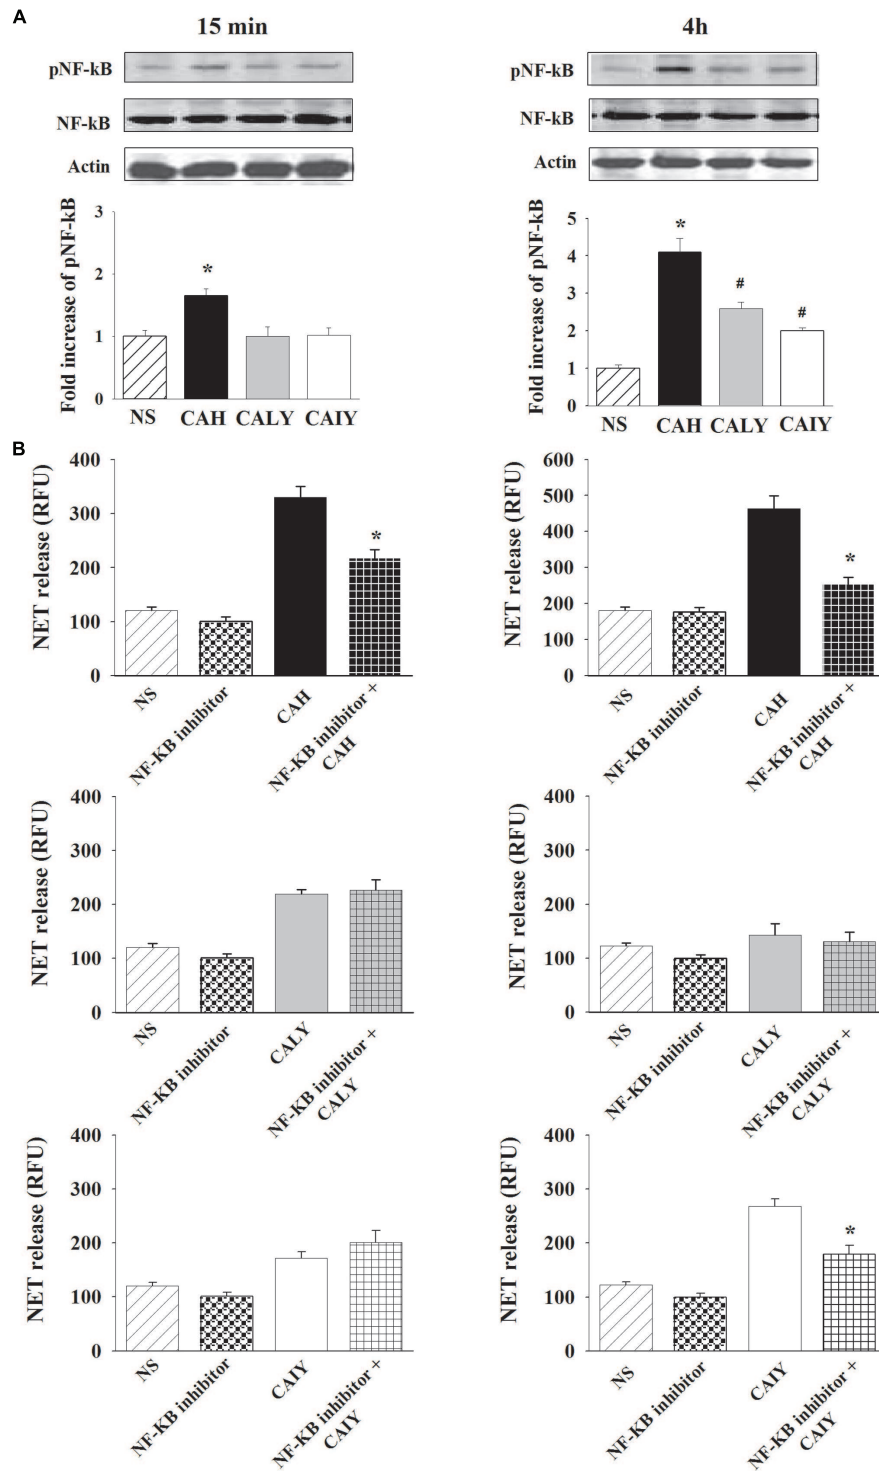 A
15 min
pNF-kB
NF-kB
Actin
Fold increase of pNF-kB
3
2
1
0
*
NS CAH CALY CAIY
4h
pNF-kB
NF-kB
Actin
Fold increase of pNF-kB
5
4
3
2
1
0
*
#
#
NS CAH CALY CAIY
B
NET release (RFU)
400
300
200
100
0
*
NS
NF-KB inhibitor
CAH
NF-KB inhibitor +
CAH
NET release (RFU)
600
500
400
300
200
100
0
*
NS
NF-KB inhibitor
CAH
NF-KB inhibitor +
CAH
NET release (RFU)
400
300
200
100
0
NS
NF-KB inhibitor
CALY
NF-KB inhibitor +
CALY
NET release (RFU)
400
300
200
100
0
NS
NF-KB inhibitor
CALY
NF-KB inhibitor +
CALY
NET release (RFU)
400
300
200
100
0
NS
NF-KB inhibitor
CAIY
NF-KB inhibitor +
CAIY
NET release (RFU)
400
300
200
100
0
*
NS
NF-KB inhibitor
CAIY
NF-KB inhibitor +
CAIY